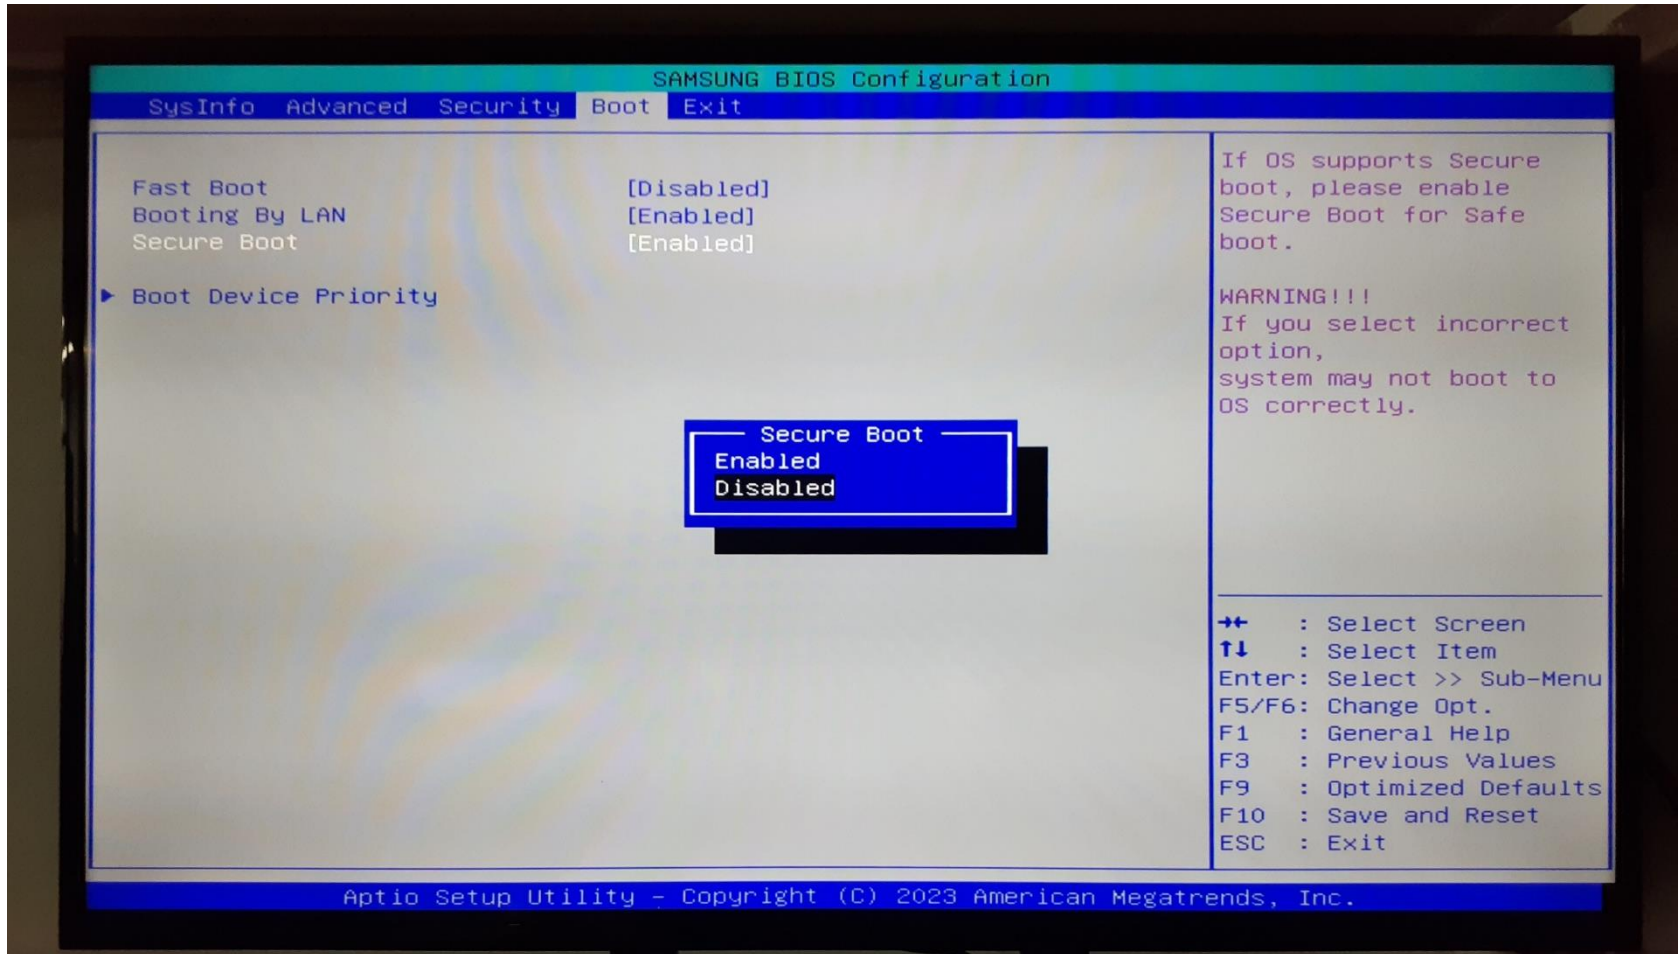 SAMSUNG BIOS Configuration
SysInfo Advanced Security Boot Exit
Fast Boot [Disabled]
Booting By LAN [Enabled]
Secure Boot [Enabled]
Boot Device Priority
Secure Boot
Enabled
Disabled
If OS supports Secure
boot, please enable
Secure Boot for Safe
boot.
WARNING!!!
If you select incorrect
option,
system may not boot to
OS correctly.
→← : Select Screen
↑↓ : Select Item
Enter: Select >> Sub-Menu
F5/F6: Change Opt.
F1 : General Help
F3 : Previous Values
F9 : Optimized Defaults
F10 : Save and Reset
ESC : Exit
Aptio Setup Utility - Copyright (C) 2023 American Megatrends, Inc.